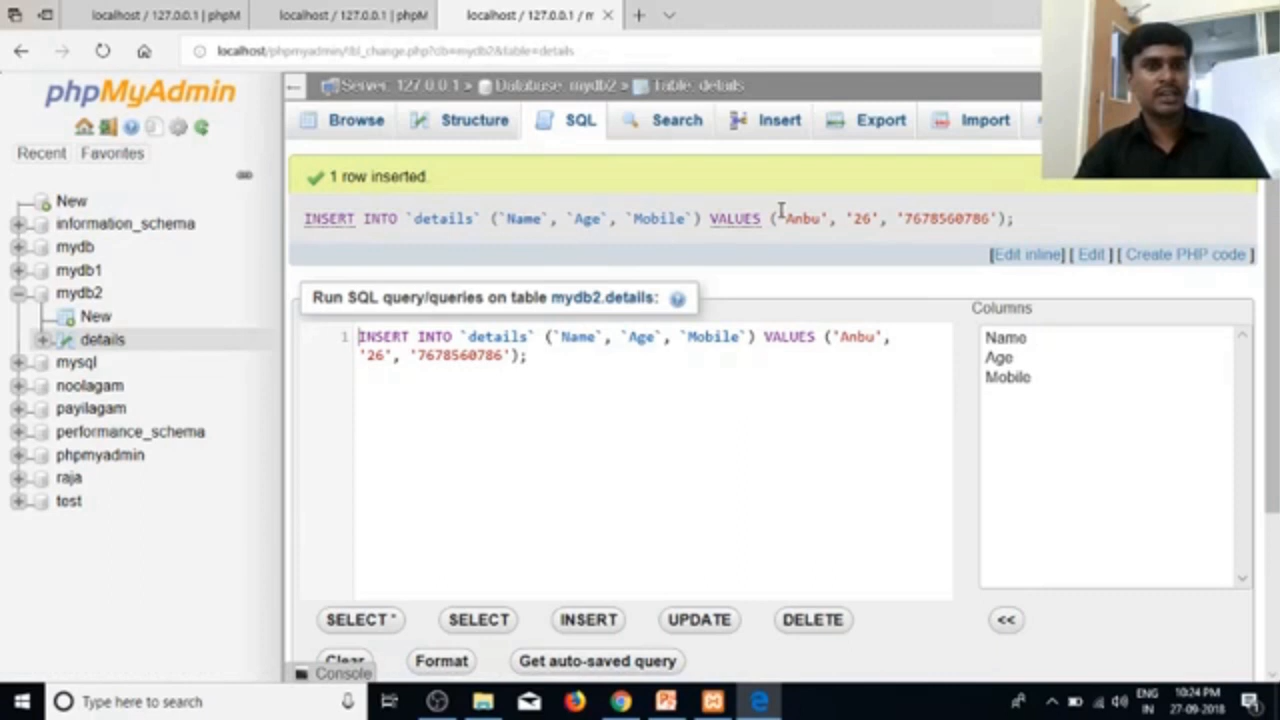 localhost / 127.0.0.1 | phpM
localhost / 127.0.0.1 | phpM
localhost / 127.0.0.1 / m
localhost/phpmyadmin/tbl_change.php?db=mydb2&table=details
phpMyAdmin
Recent Favorites
New
information_schema
mydb
mydb1
mydb2
New
details
mysql
noolagam
payilagam
performance_schema
phpmyadmin
raja
test
Server: 127.0.0.1 » Database: mydb2 » Table: details
Browse Structure SQL Search Insert Export Import
1 row inserted.
INSERT INTO `details` (`Name`, `Age`, `Mobile`) VALUES ('Anbu', '26', '7678560786');
[Edit inline] [ Edit ] [ Create PHP code ]
Run SQL query/queries on table mydb2.details:
1 INSERT INTO `details` (`Name`, `Age`, `Mobile`) VALUES ('Anbu',
'26', '7678560786');
Columns
Name
Age
Mobile
SELECT * SELECT INSERT UPDATE DELETE <<
Clear Format Get auto-saved query
Console
Type here to search
ENG
IN
10:24 PM
27-09-2018